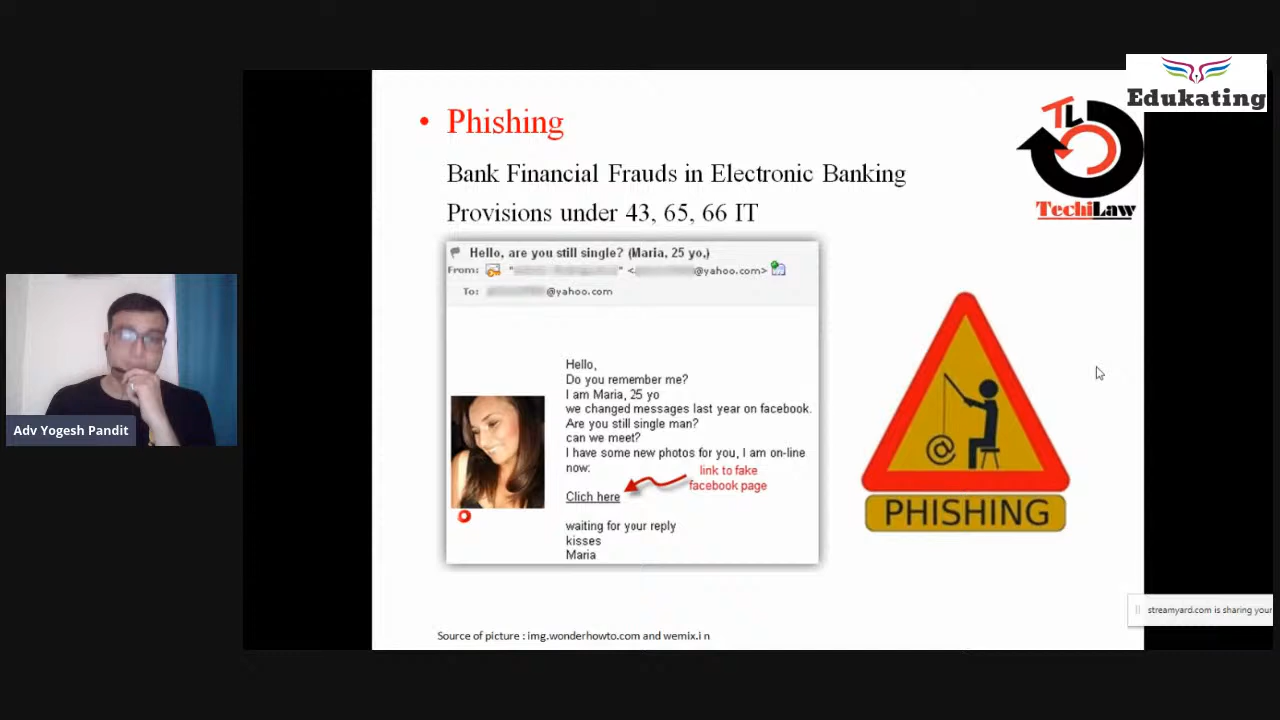 Edukating
• Phishing
TL
TechiLaw
Bank Financial Frauds in Electronic Banking
Provisions under 43, 65, 66 IT
Hello, are you still single? (Maria, 25 yo,)
From: " " < @yahoo.com>
To: @yahoo.com
Hello,
Do you remember me?
I am Maria, 25 yo
we changed messages last year on facebook.
Are you still single man?
can we meet?
I have some new photos for you, I am on-line
now:
link to fake
facebook page
Clich here
waiting for your reply
kisses
Maria
PHISHING
Adv Yogesh Pandit
streamyard.com is sharing your
Source of picture : img.wonderhowto.com and wemix.i n